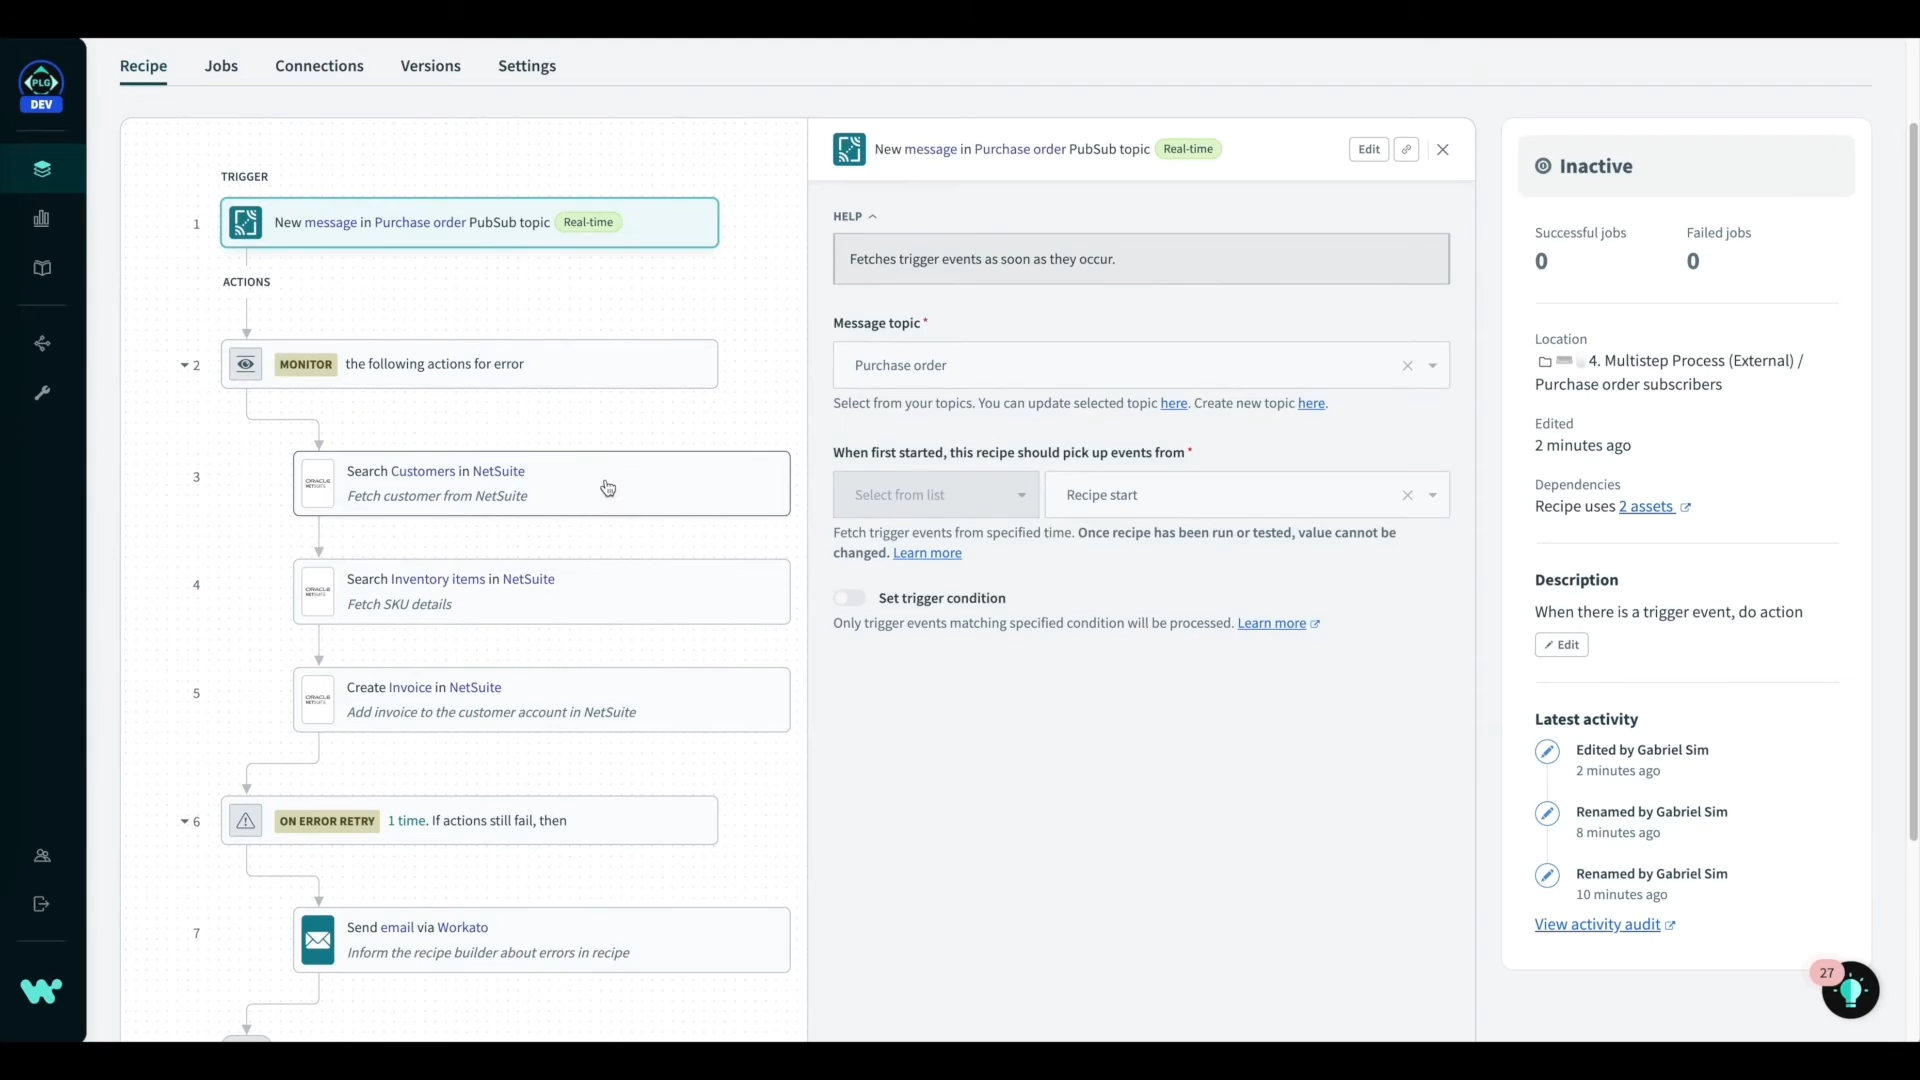 PLG
DEV
Recipe
Jobs
Connections
Versions
Settings
TRIGGER
1
New message in Purchase order PubSub topic Real-time
ACTIONS
2
MONITOR the following actions for error
3
ORACLE
NETSUITE
Search Customers in NetSuite
Fetch customer from NetSuite
4
ORACLE
NETSUITE
Search Inventory items in NetSuite
Fetch SKU details
5
ORACLE
NETSUITE
Create Invoice in NetSuite
Add invoice to the customer account in NetSuite
6
ON ERROR RETRY 1 time. If actions still fail, then
7
Send email via Workato
Inform the recipe builder about errors in recipe
New message in Purchase order PubSub topic Real-time
Edit
HELP
Fetches trigger events as soon as they occur.
Message topic *
Purchase order
Select from your topics. You can update selected topic here. Create new topic here.
When first started, this recipe should pick up events from *
Select from list
Recipe start
Fetch trigger events from specified time. Once recipe has been run or tested, value cannot be
changed. Learn more
Set trigger condition
Only trigger events matching specified condition will be processed. Learn more
Inactive
Successful jobs
Failed jobs
0
0
Location
4. Multistep Process (External) /
Purchase order subscribers
Edited
2 minutes ago
Dependencies
Recipe uses 2 assets
Description
When there is a trigger event, do action
Edit
Latest activity
Edited by Gabriel Sim
2 minutes ago
Renamed by Gabriel Sim
8 minutes ago
Renamed by Gabriel Sim
10 minutes ago
View activity audit
27